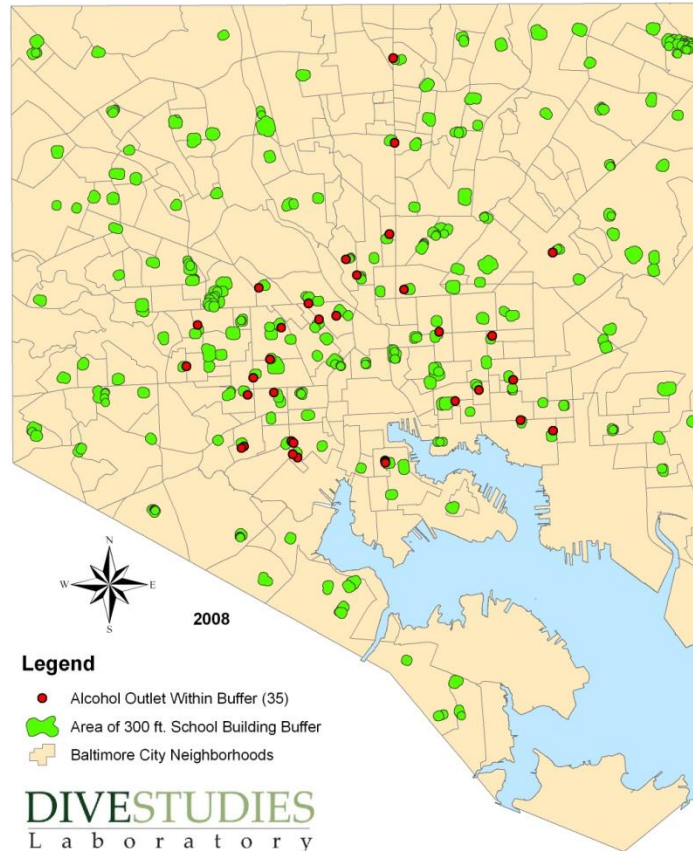 N
W E
S
2008
Legend
Alcohol Outlet Within Buffer (35)
Area of 300 ft. School Building Buffer
Baltimore City Neighborhoods
DIVESTUDIES
Laboratory